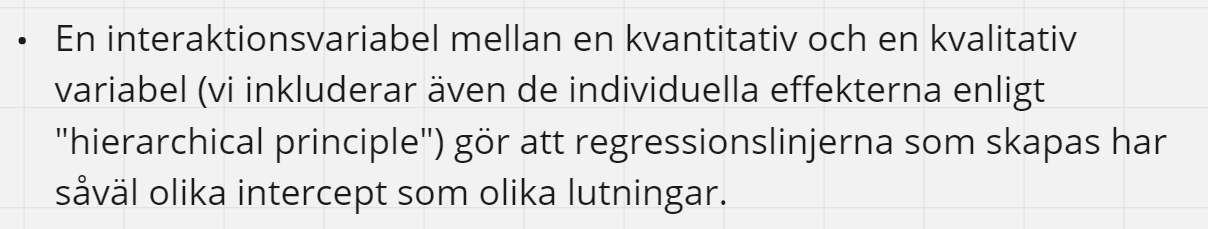 • En interaktionsvariabel mellan en kvantitativ och en kvalitativ
variabel (vi inkluderar även de individuella effekterna enligt
"hierarchical principle") gör att regressionslinjerna som skapas har
såväl olika intercept som olika lutningar.